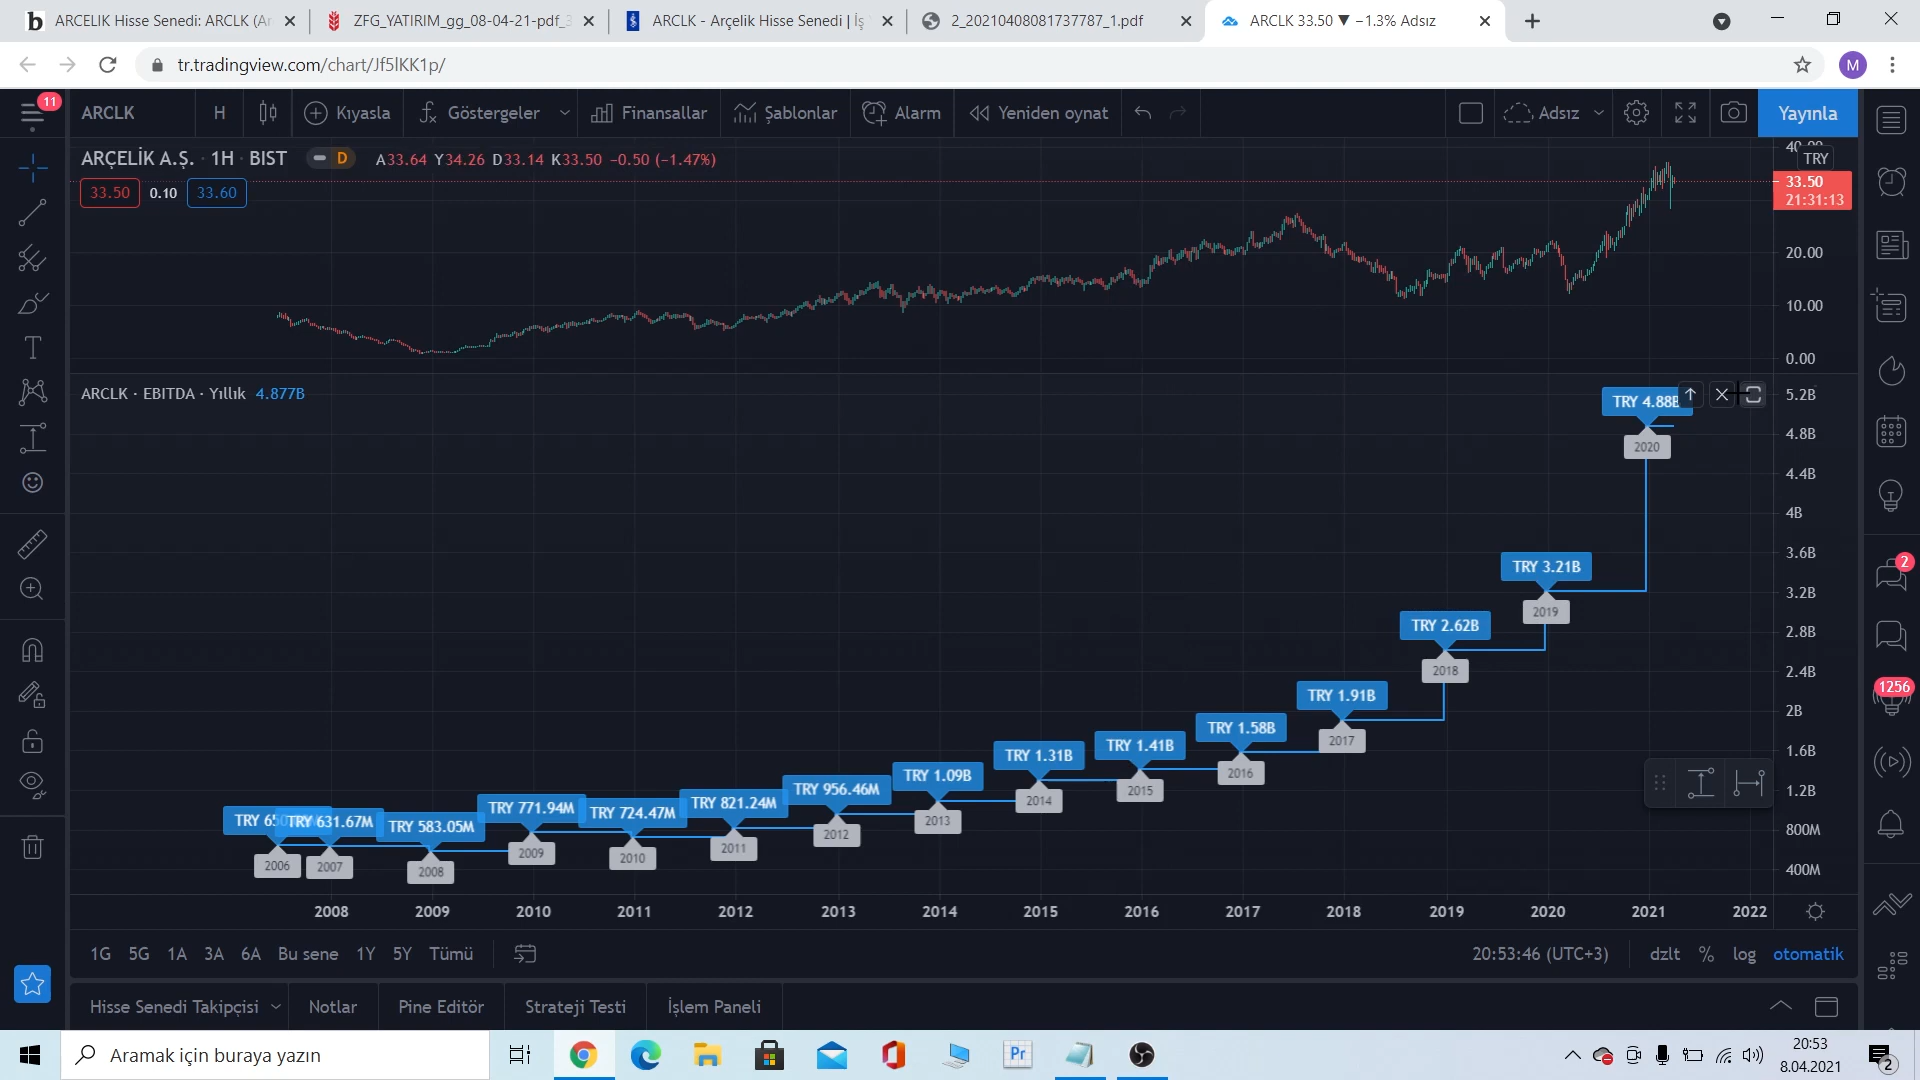 ARCELIK Hisse Senedi: ARCLK (Ar
ZFG_YATIRIM_gg_08-04-21-pdf_3
ARCLK - Arçelik Hisse Senedi | İş
2_20210408081737787_1.pdf
ARCLK 33.50 ▼ −1.3% Adsız
tr.tradingview.com/chart/Jf5lKK1p/
M
11
ARCLK
H
Kıyasla
Göstergeler
Finansallar
Şablonlar
Alarm
Yeniden oynat
Adsız
Yayınla
ARÇELİK A.Ş. · 1H · BIST
D
A33.64 Y34.26 D33.14 K33.50 −0.50 (−1.47%)
33.50
0.10
33.60
40.00
TRY
33.50
21:31:13
20.00
10.00
0.00
ARCLK · EBITDA · Yıllık 4.877B
TRY 4.88B
2020
TRY 3.21B
2019
TRY 2.62B
2018
TRY 1.91B
2017
TRY 1.58B
2016
TRY 1.41B
2015
TRY 1.31B
2014
TRY 1.09B
2013
TRY 956.46M
2012
TRY 821.24M
2011
TRY 724.47M
2010
TRY 771.94M
2009
TRY 583.05M
2008
TRY 631.67M
2007
TRY
2006
5.2B
4.8B
4.4B
4B
3.6B
3.2B
2.8B
2.4B
2B
1.6B
1.2B
800M
400M
2
1256
2008
2009
2010
2011
2012
2013
2014
2015
2016
2017
2018
2019
2020
2021
2022
1G
5G
1A
3A
6A
Bu sene
1Y
5Y
Tümü
20:53:46 (UTC+3)
dzlt
%
log
otomatik
Hisse Senedi Takipçisi
Notlar
Pine Editör
Strateji Testi
İşlem Paneli
Aramak için buraya yazın
Pr
20:53
8.04.2021
2